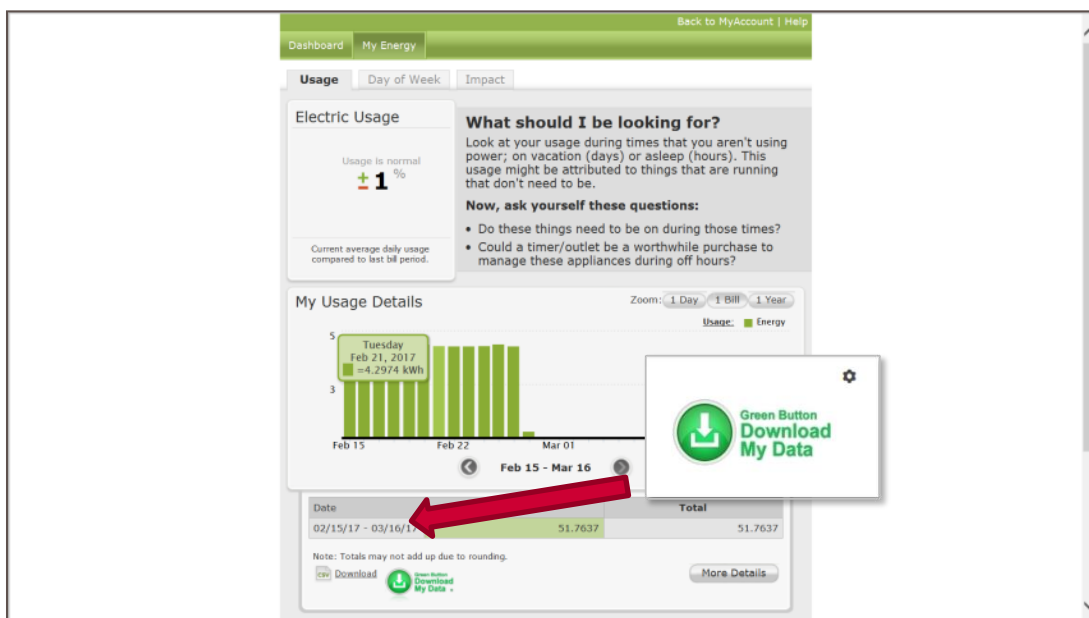 Back to MyAccount | Help
Dashboard My Energy
Usage Day of Week Impact
Electric Usage
Usage is normal
± 1 %
Current average daily usage
compared to last bill period.
What should I be looking for?
Look at your usage during times that you aren't using
power; on vacation (days) or asleep (hours). This
usage might be attributed to things that are running
that don't need to be.
Now, ask yourself these questions:
• Do these things need to be on during those times?
• Could a timer/outlet be a worthwhile purchase to
manage these appliances during off hours?
My Usage Details
Zoom: 1 Day 1 Bill 1 Year
Usage: Energy
5
3
Tuesday
Feb 21, 2017
=4.2974 kWh
Feb 15 Feb 22 Mar 01
Feb 15 - Mar 16
Green Button
Download
My Data
Date Total
02/15/17 - 03/16/17 51.7637 51.7637
Note: Totals may not add up due to rounding.
CSV Download
Green Button
Download
My Data
More Details